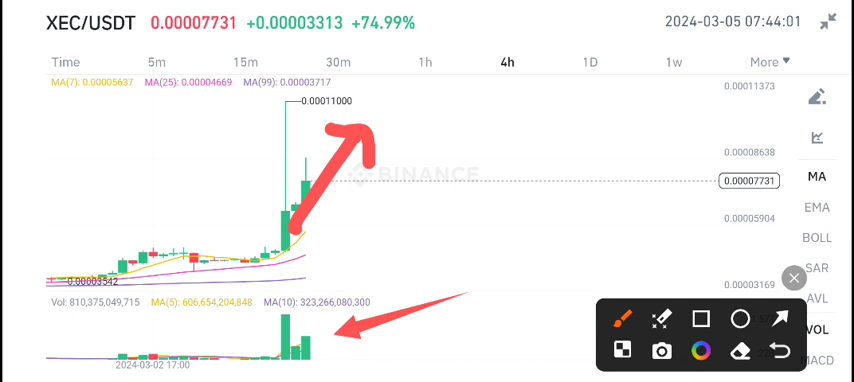 XEC/USDT 0.00007731 +0.00003313 +74.99% 2024-03-05 07:44:01
Time 5m 15m 30m 1h 4h 1D 1w More
MA(7): 0.00005637 MA(25): 0.00004669 MA(99): 0.00003717
0.00011373
0.00011000
0.00008638
BINANCE
MA
0.00007731
EMA
0.00005904
BOLL
SAR
0.00003542
0.00003169
AVL
Vol: 810,375,049,715 MA(5): 606,654,204,848 MA(10): 323,266,080,300
VOL
MACD
2024-03-02 17:00